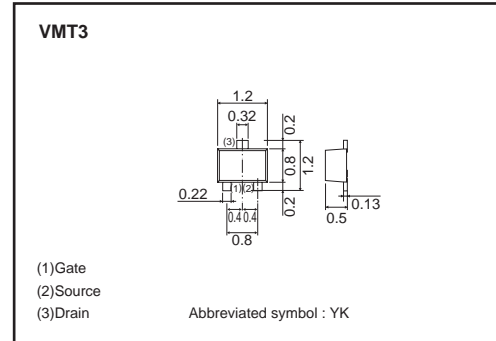 VMT3
1.2
0.32
0.2
(3)
0.8
1.2
0.22
(1) (2)
0.2
0.13
0.4 0.4
0.5
0.8
(1)Gate
(2)Source
(3)Drain
Abbreviated symbol : YK